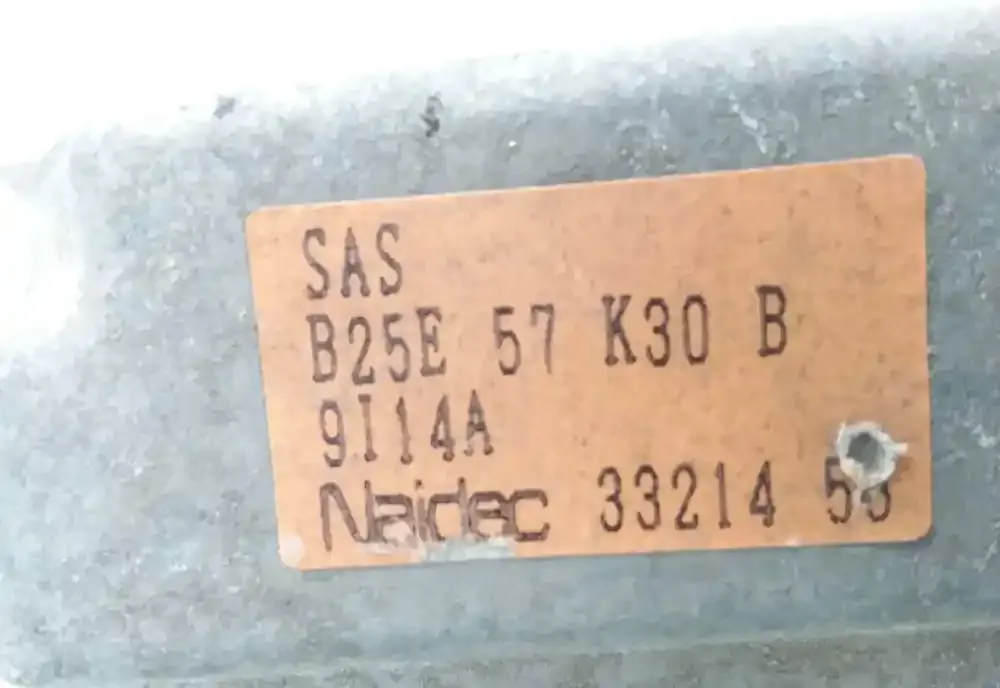 SAS
B25E 57 K30 B
9I14A
Naidec 33214